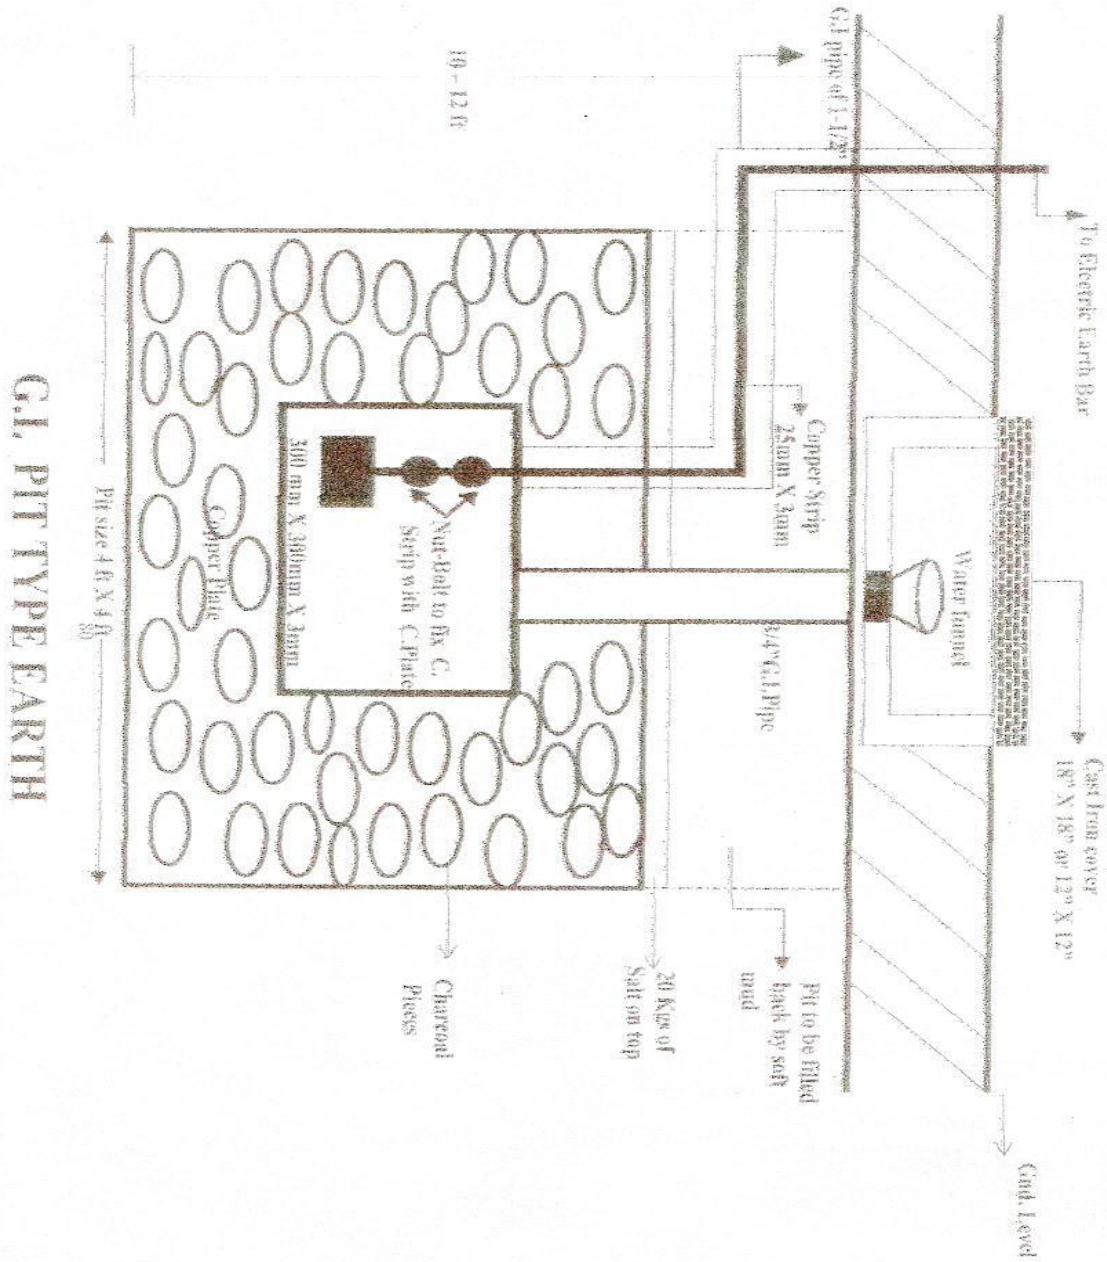 To Electric Earth Bar
Cast Iron cover
18" X 18" or 12" X 12"
Gnd. Level
Water funnel
G.I pipe of 1-1/2"
Copper Strip
25mm X 3mm
3/4" G.I.Pipe
Pit to be filled
back by soft
mud
10 - 12 ft
20 Kgs of
Salt on top
Nut-Bolt to fix C.
Strip with C.Plate
Charcoal
Pieces
300 mm X 300mm X 3mm
Copper Plate
Pit size 4 ft X 4 ft
G.I. PIT TYPE EARTH